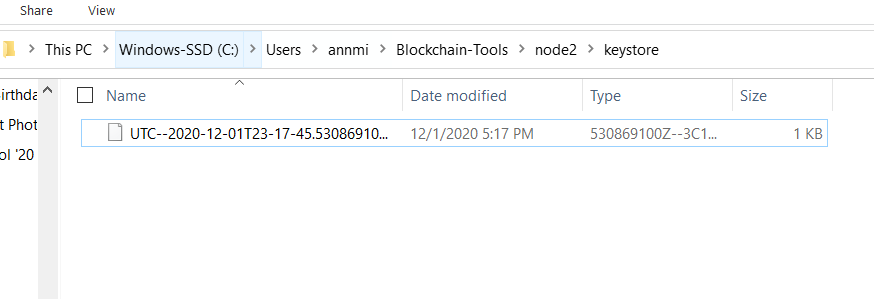 Share View
This PC > Windows-SSD (C:) > Users > annmi > Blockchain-Tools > node2 > keystore
Name Date modified Type Size
UTC--2020-12-01T23-17-45.53086910... 12/1/2020 5:17 PM 530869100Z--3C1... 1 KB
irthda
t Phot
ol '20